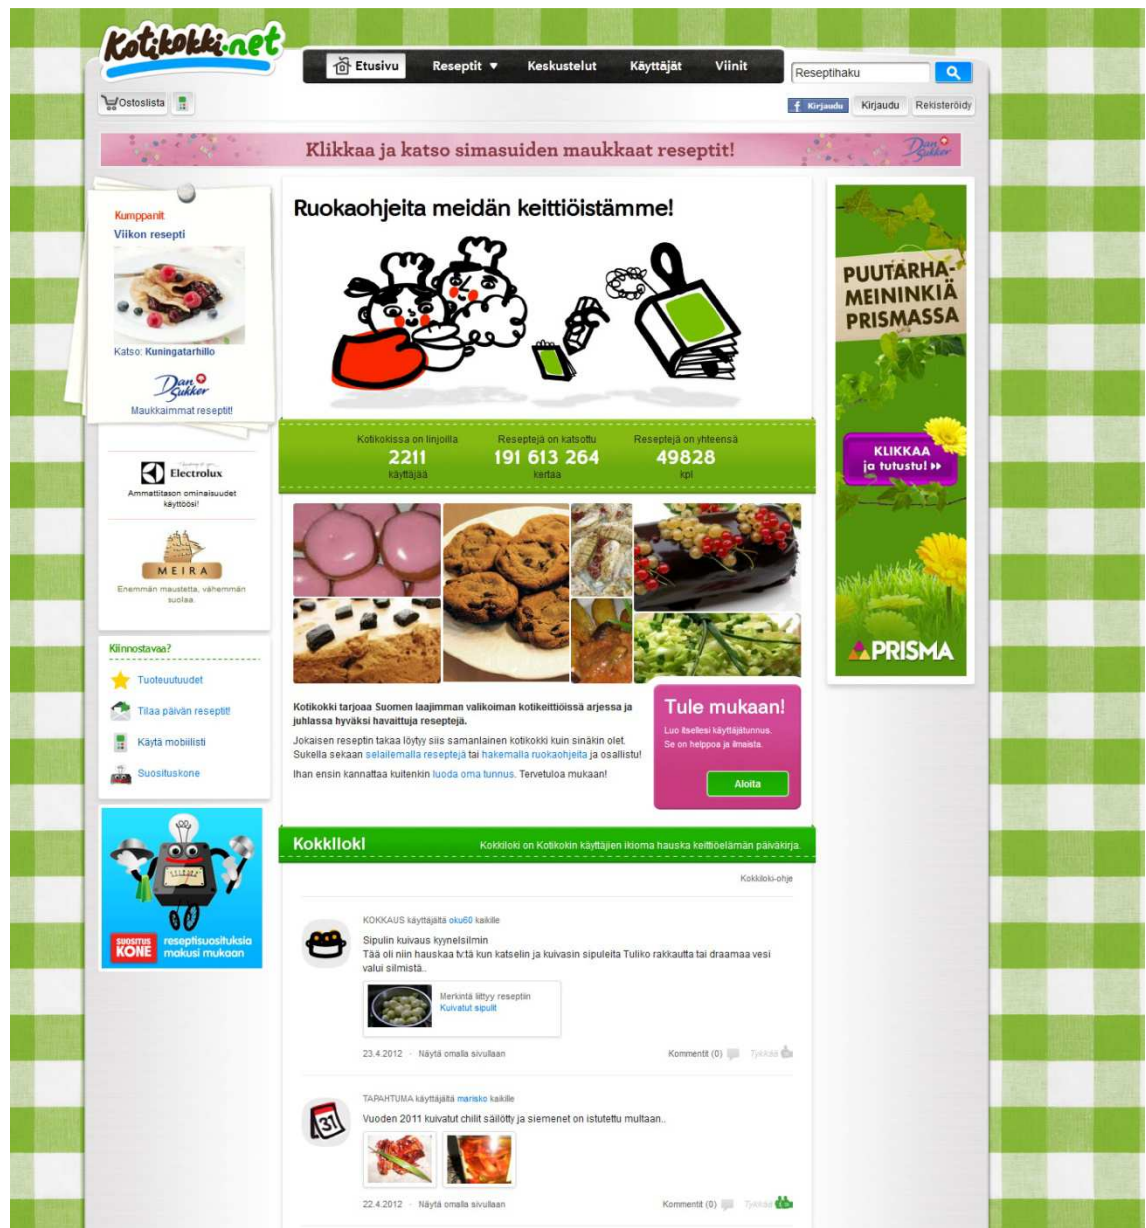 Kotikokki.net
Etusivu
Reseptit ▼
Keskustelut
Käyttäjät
Viinit
Reseptihaku
Ostoslista
f Kirjaudu
Kirjaudu
Rekisteröidy
Klikkaa ja katso simasuiden maukkaat reseptit!
Dan Sukker
Kumppanit
Viikon resepti
Katso: Kuningatarhillo
Dan Sukker
Maukkaimmat reseptit!
Electrolux
Ammattitason ominaisuudet
käyttöösi!
MEIRA
Enemmän maustetta, vähemmän
suolaa.
Kiinnostavaa?
Tuoteuutuudet
Tilaa päivän reseptit!
Käytä mobiilisti
Suosituskone
SUOSITUS
KONE
reseptisuosituksia
makusi mukaan
Ruokaohjeita meidän keittiöistämme!
Kotikokissa on linjoilla
2211
käyttäjää
Reseptejä on katsottu
191 613 264
kertaa
Reseptejä on yhteensä
49828
kpl
Kotikokki tarjoaa Suomen laajimman valikoiman kotikeittiöissä arjessa ja
juhlassa hyväksi havaittuja reseptejä.
Jokaisen reseptin takaa löytyy siis samanlainen kotikokki kuin sinäkin olet.
Sukella sekaan selailemalla reseptejä tai hakemalla ruokaohjeita ja osallistu!
Ihan ensin kannattaa kuitenkin luoda oma tunnus. Tervetuloa mukaan!
Tule mukaan!
Luo itsellesi käyttäjätunnus.
Se on helppoa ja ilmaista.
Aloita
Kokkiloki
Kokkiloki on Kotikokin käyttäjien ikioma hauska keittiöelämän päiväkirja.
Kokkiloki-ohje
KOKKAUS käyttäjältä oku60 kaikille
Sipulin kuivaus kyynelsilmin
Tää oli niin hauskaa tv:tä kun katselin ja kuivasin sipuleita Tuliko rakkautta tai draamaa vesi
valui silmistä..
Merkintä liittyy reseptiin
Kuivatut sipulit
23.4.2012 - Näytä omalla sivullaan
Kommentit (0)
Tykkää
TAPAHTUMA käyttäjältä marisko kaikille
31
Vuoden 2011 kuivatut chilit säilötty ja siemenet on istutettu multaan..
22.4.2012 - Näytä omalla sivullaan
Kommentit (0)
Tykkää
PUUTARHA-
MEININKIÄ
PRISMASSA
KLIKKAA
ja tutustu!
PRISMA